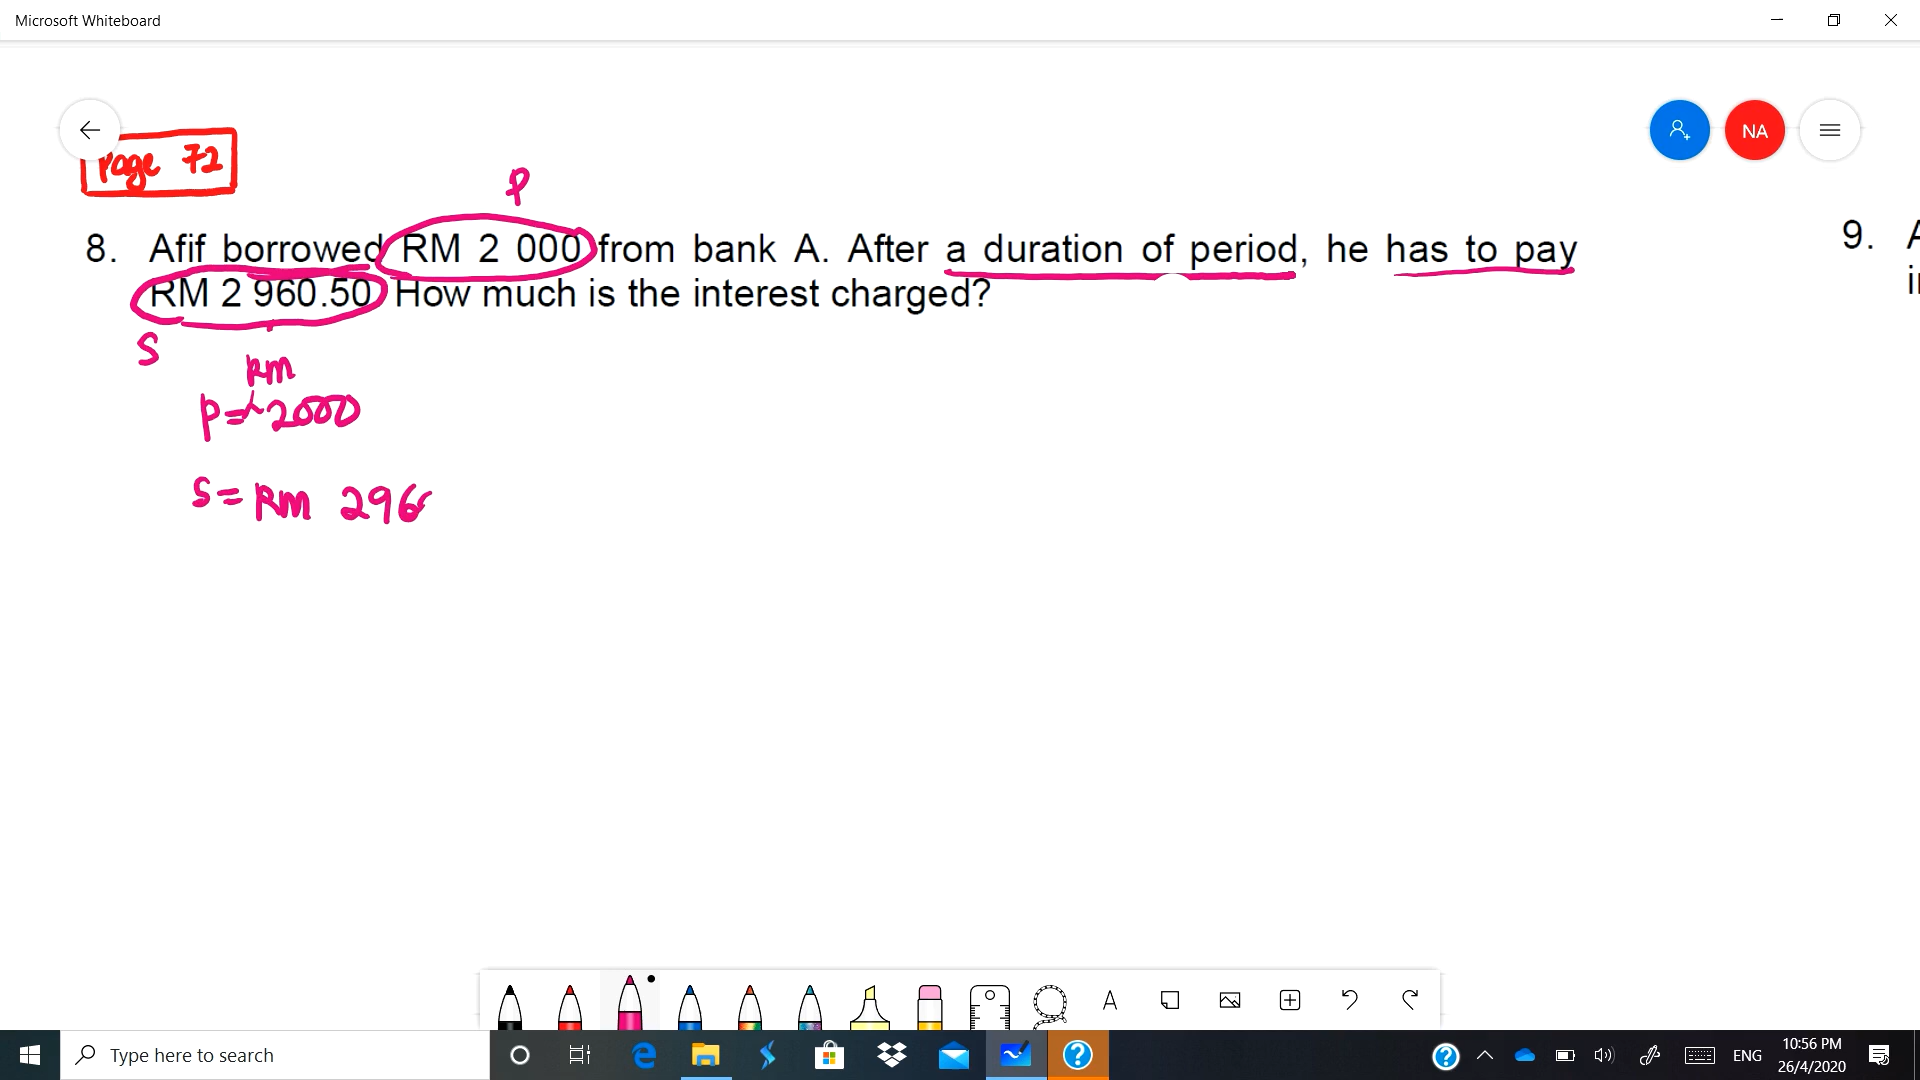 Microsoft Whiteboard
Page 72
NA
P
8. Afif borrowed RM 2 000 from bank A. After a duration of period, he has to pay
RM 2 960.50 How much is the interest charged?
9.
S
RM
P = 2000
S = RM 296
A
Type here to search
ENG
10:56 PM
26/4/2020